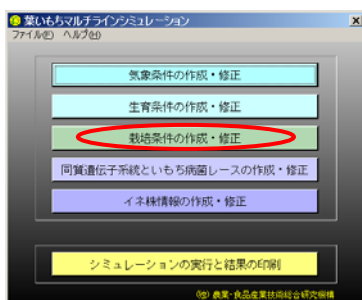 葉いもちマルチラインシミュレーション
ファイル(F) ヘルプ(H)
気象条件の作成・修正
生育条件の作成・修正
栽培条件の作成・修正
同質遺伝子系統といもち病菌レースの作成・修正
イネ株情報の作成・修正
シミュレーションの実行と結果の印刷
(独) 農業・食品産業技術総合研究機構